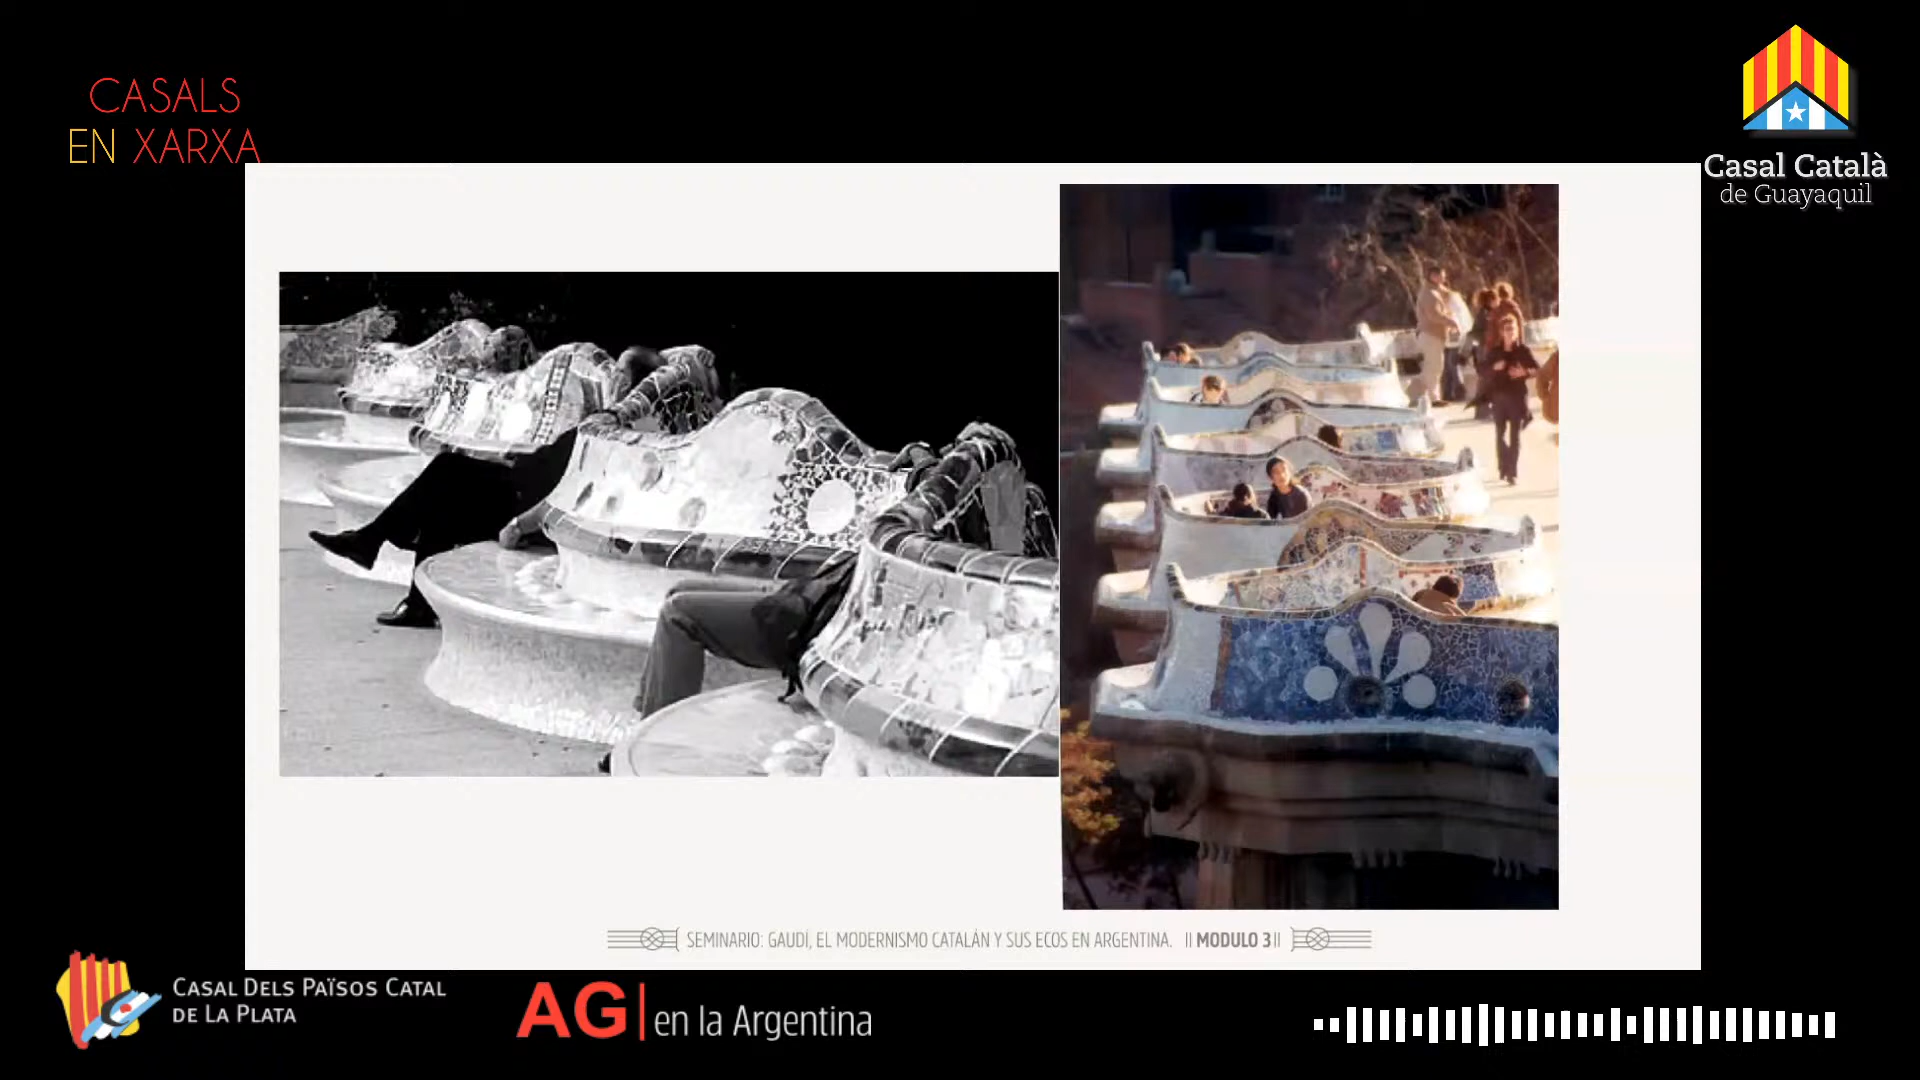 CASALS
EN XARXA
Casal Català
de Guayaquil
SEMINARIO: GAUDÍ, EL MODERNISMO CATALÁN Y SUS ECOS EN ARGENTINA. || MODULO 3 ||
CASAL DELS PAÏSOS CATAL
DE LA PLATA
AG | en la Argentina